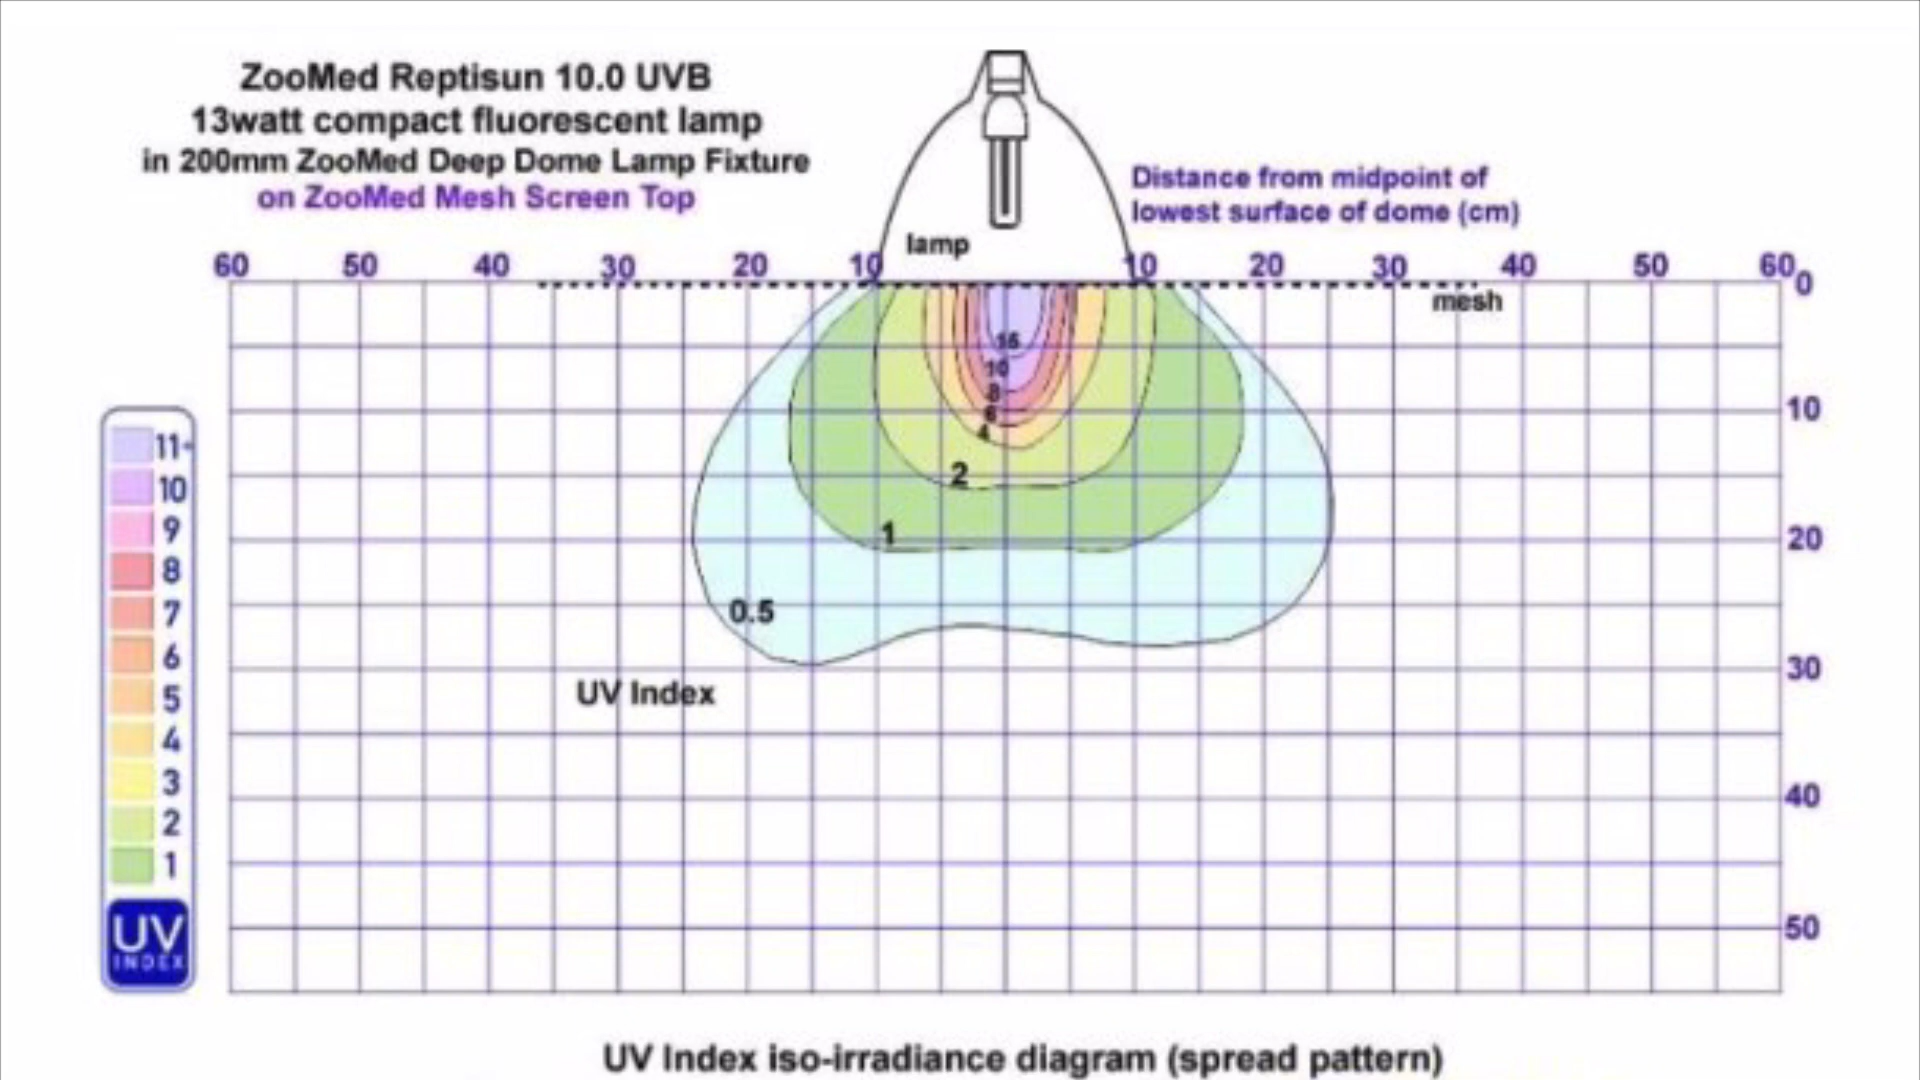 ZooMed Reptisun 10.0 UVB
13watt compact fluorescent lamp
in 200mm ZooMed Deep Dome Lamp Fixture
on ZooMed Mesh Screen Top
Distance from midpoint of
lowest surface of dome (cm)
lamp
60 50 40 30 20 10 10 20 30 40 50 60
0
mesh
15
10
8
6
4
2
1
0.5
10
20
30
40
50
UV Index
11+
10
9
8
7
6
5
4
3
2
1
UV
INDEX
UV Index iso-irradiance diagram (spread pattern)